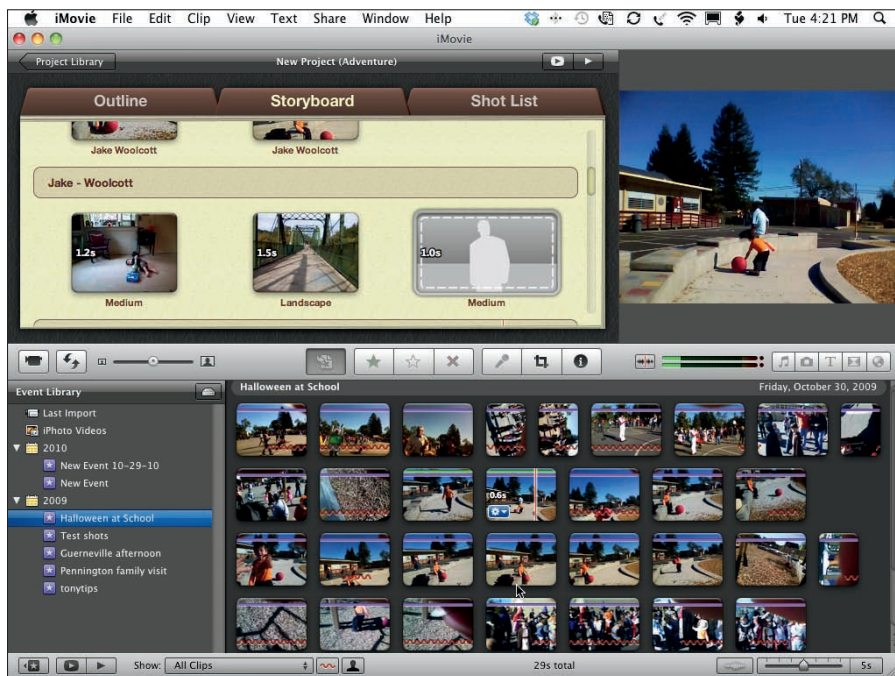 iMovie File Edit Clip View Text Share Window Help Tue 4:21 PM
iMovie
Project Library
New Project (Adventure)
Outline
Storyboard
Shot List
Jake Woolcott
Jake Woolcott
Jake - Woolcott
1.2s
1.5s
1.0s
Medium
Landscape
Medium
Event Library
Last Import
iPhoto Videos
2010
New Event 10-29-10
New Event
2009
Halloween at School
Test shots
Guerneville afternoon
Pennington family visit
tonytips
Halloween at School
Friday, October 30, 2009
0.6s
Show: All Clips
29s total
5s